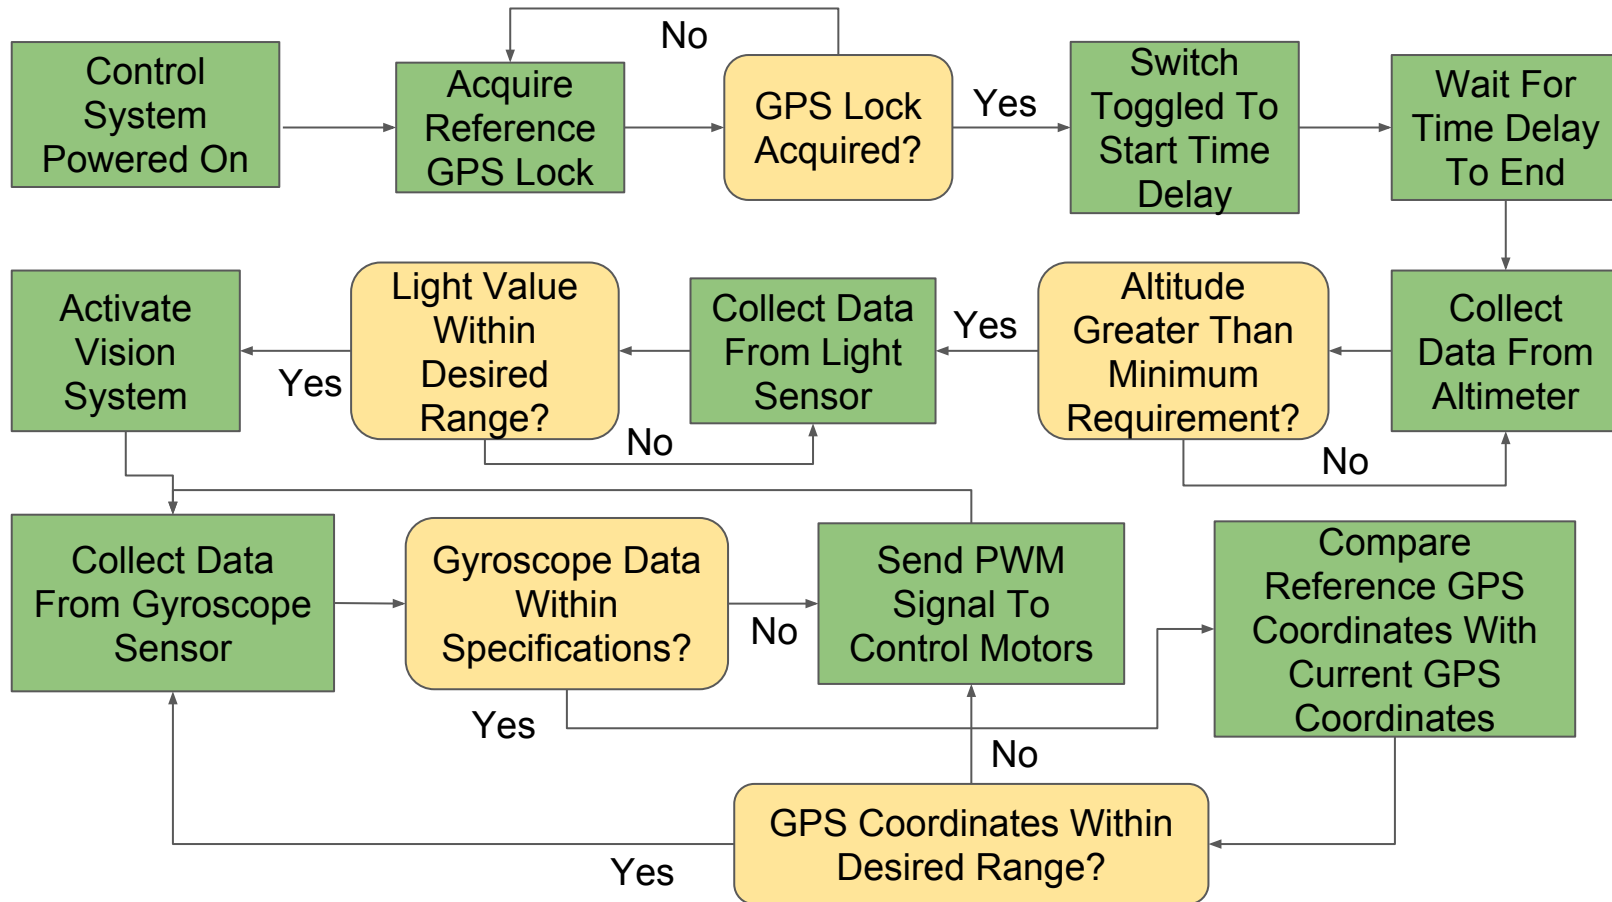 Control
System
Powered On
Acquire
Reference
GPS Lock
No
GPS Lock
Acquired?
Yes
Switch
Toggled To
Start Time
Delay
Wait For
Time Delay
To End
Collect
Data From
Altimeter
Altitude
Greater Than
Minimum
Requirement?
No
Yes
Collect Data
From Light
Sensor
Light Value
Within
Desired
Range?
No
Yes
Activate
Vision
System
Collect Data
From Gyroscope
Sensor
Gyroscope Data
Within
Specifications?
No
Yes
Send PWM
Signal To
Control Motors
Compare
Reference GPS
Coordinates With
Current GPS
Coordinates
No
GPS Coordinates Within
Desired Range?
Yes